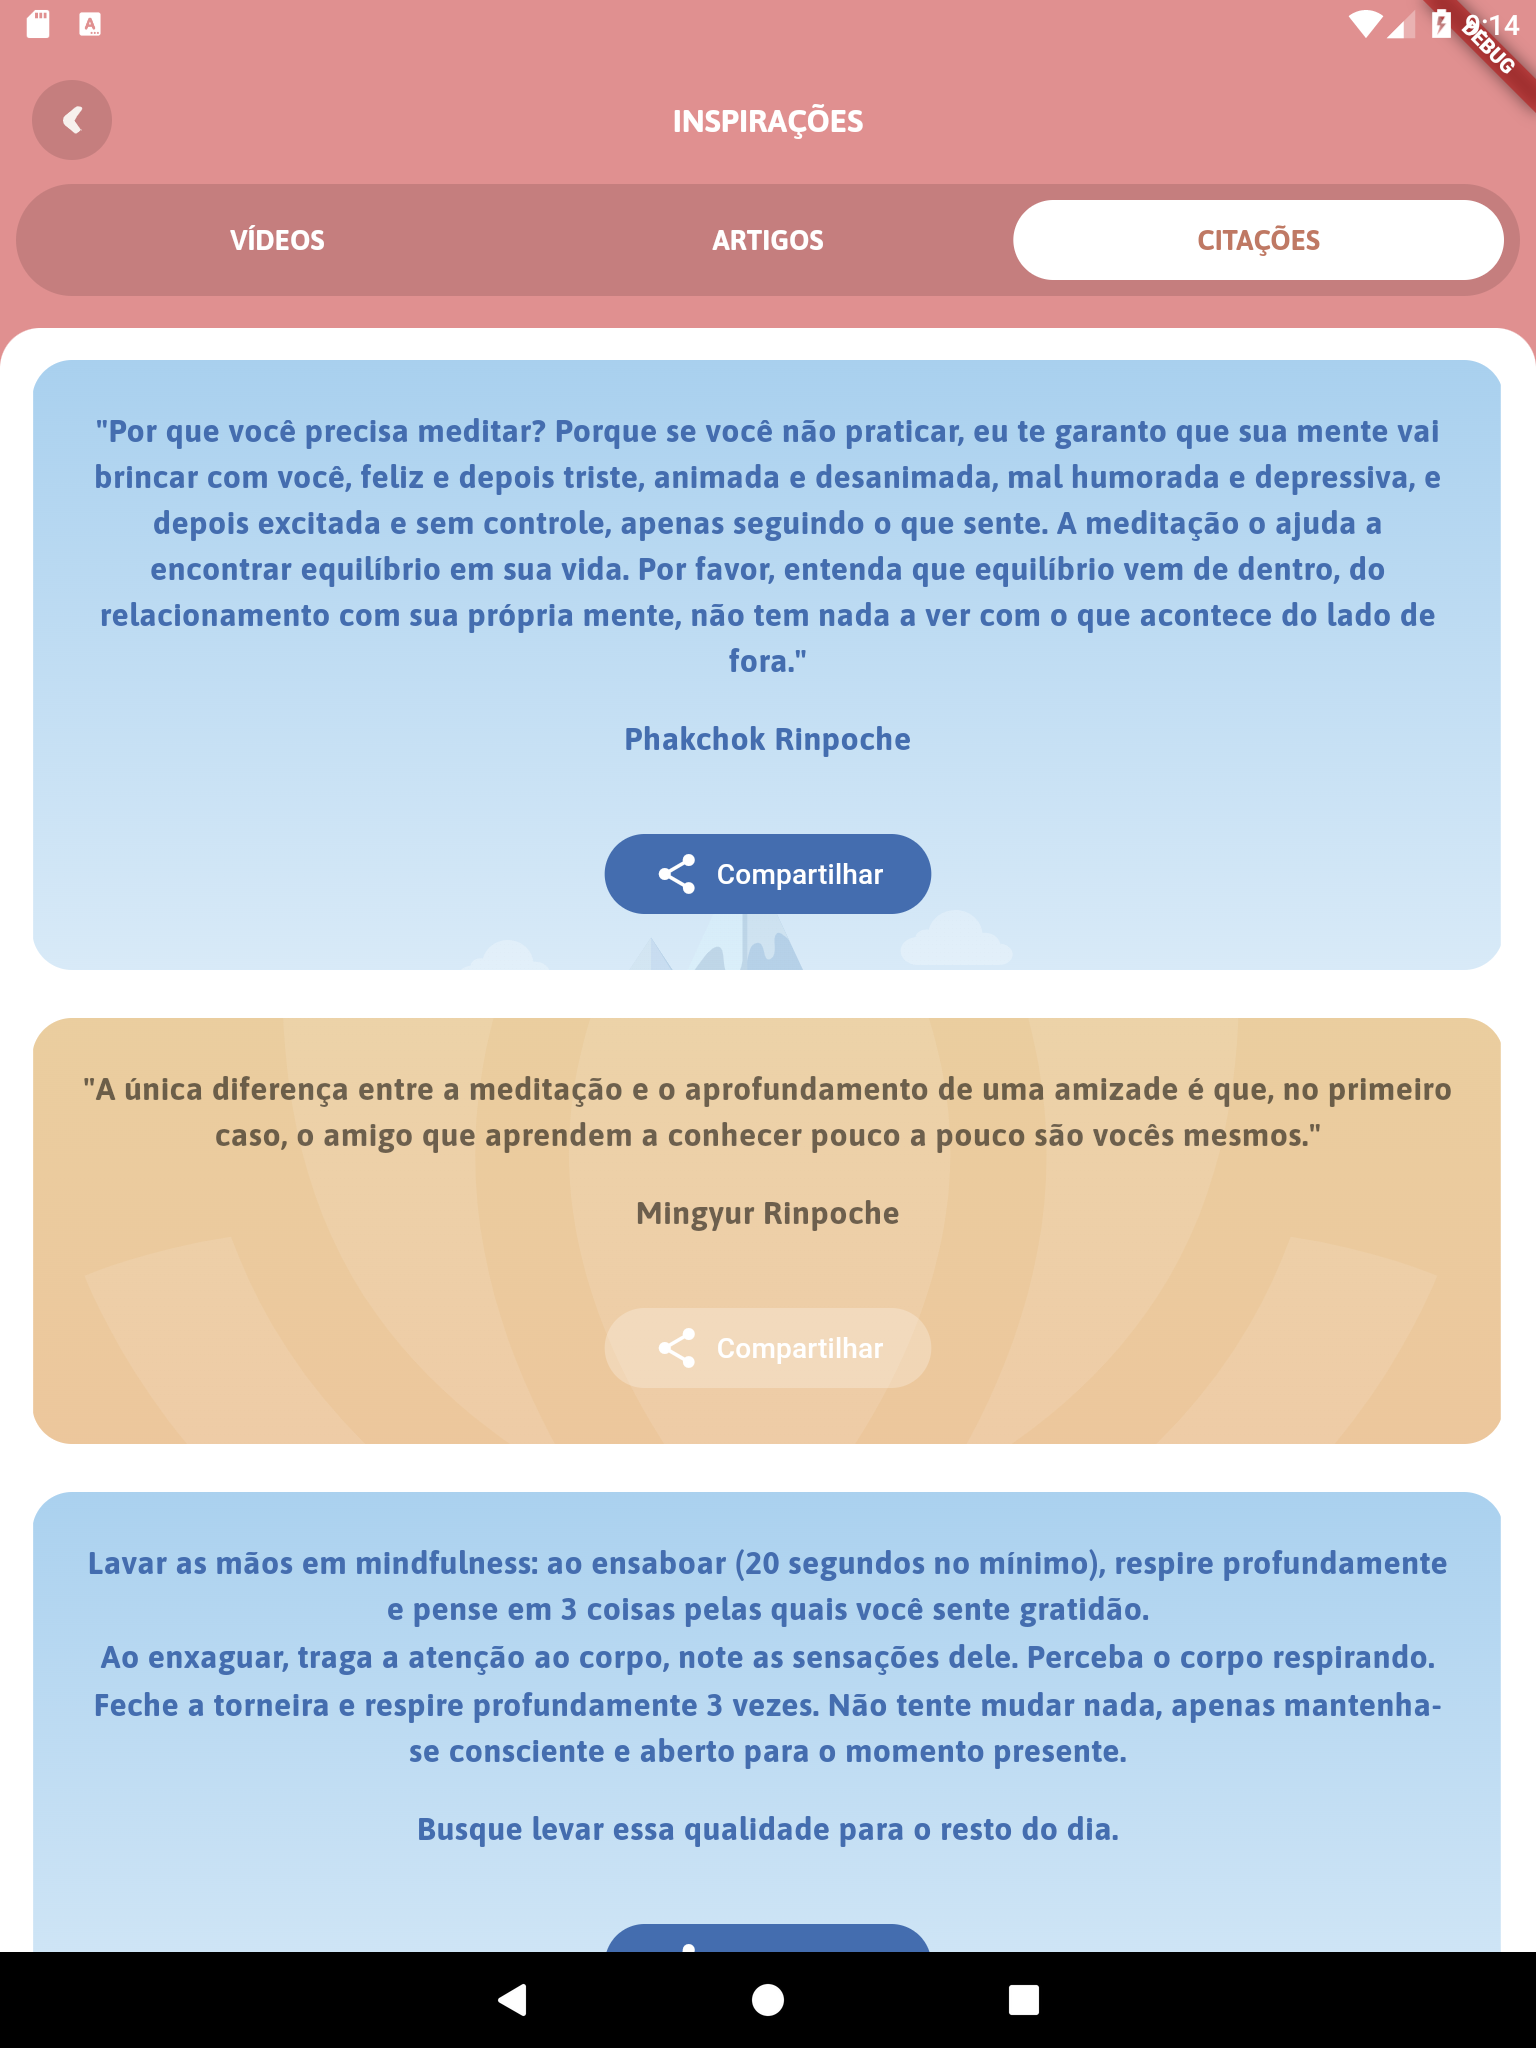 9:14
DEBUG
INSPIRAÇÕES
VÍDEOS
ARTIGOS
CITAÇÕES
"Por que você precisa meditar? Porque se você não praticar, eu te garanto que sua mente vai
brincar com você, feliz e depois triste, animada e desanimada, mal humorada e depressiva, e
depois excitada e sem controle, apenas seguindo o que sente. A meditação o ajuda a
encontrar equilíbrio em sua vida. Por favor, entenda que equilíbrio vem de dentro, do
relacionamento com sua própria mente, não tem nada a ver com o que acontece do lado de
fora."
Phakchok Rinpoche
Compartilhar
"A única diferença entre a meditação e o aprofundamento de uma amizade é que, no primeiro
caso, o amigo que aprendem a conhecer pouco a pouco são vocês mesmos."
Mingyur Rinpoche
Compartilhar
Lavar as mãos em mindfulness: ao ensaboar (20 segundos no mínimo), respire profundamente
e pense em 3 coisas pelas quais você sente gratidão.
Ao enxaguar, traga a atenção ao corpo, note as sensações dele. Perceba o corpo respirando.
Feche a torneira e respire profundamente 3 vezes. Não tente mudar nada, apenas mantenha-
se consciente e aberto para o momento presente.
Busque levar essa qualidade para o resto do dia.